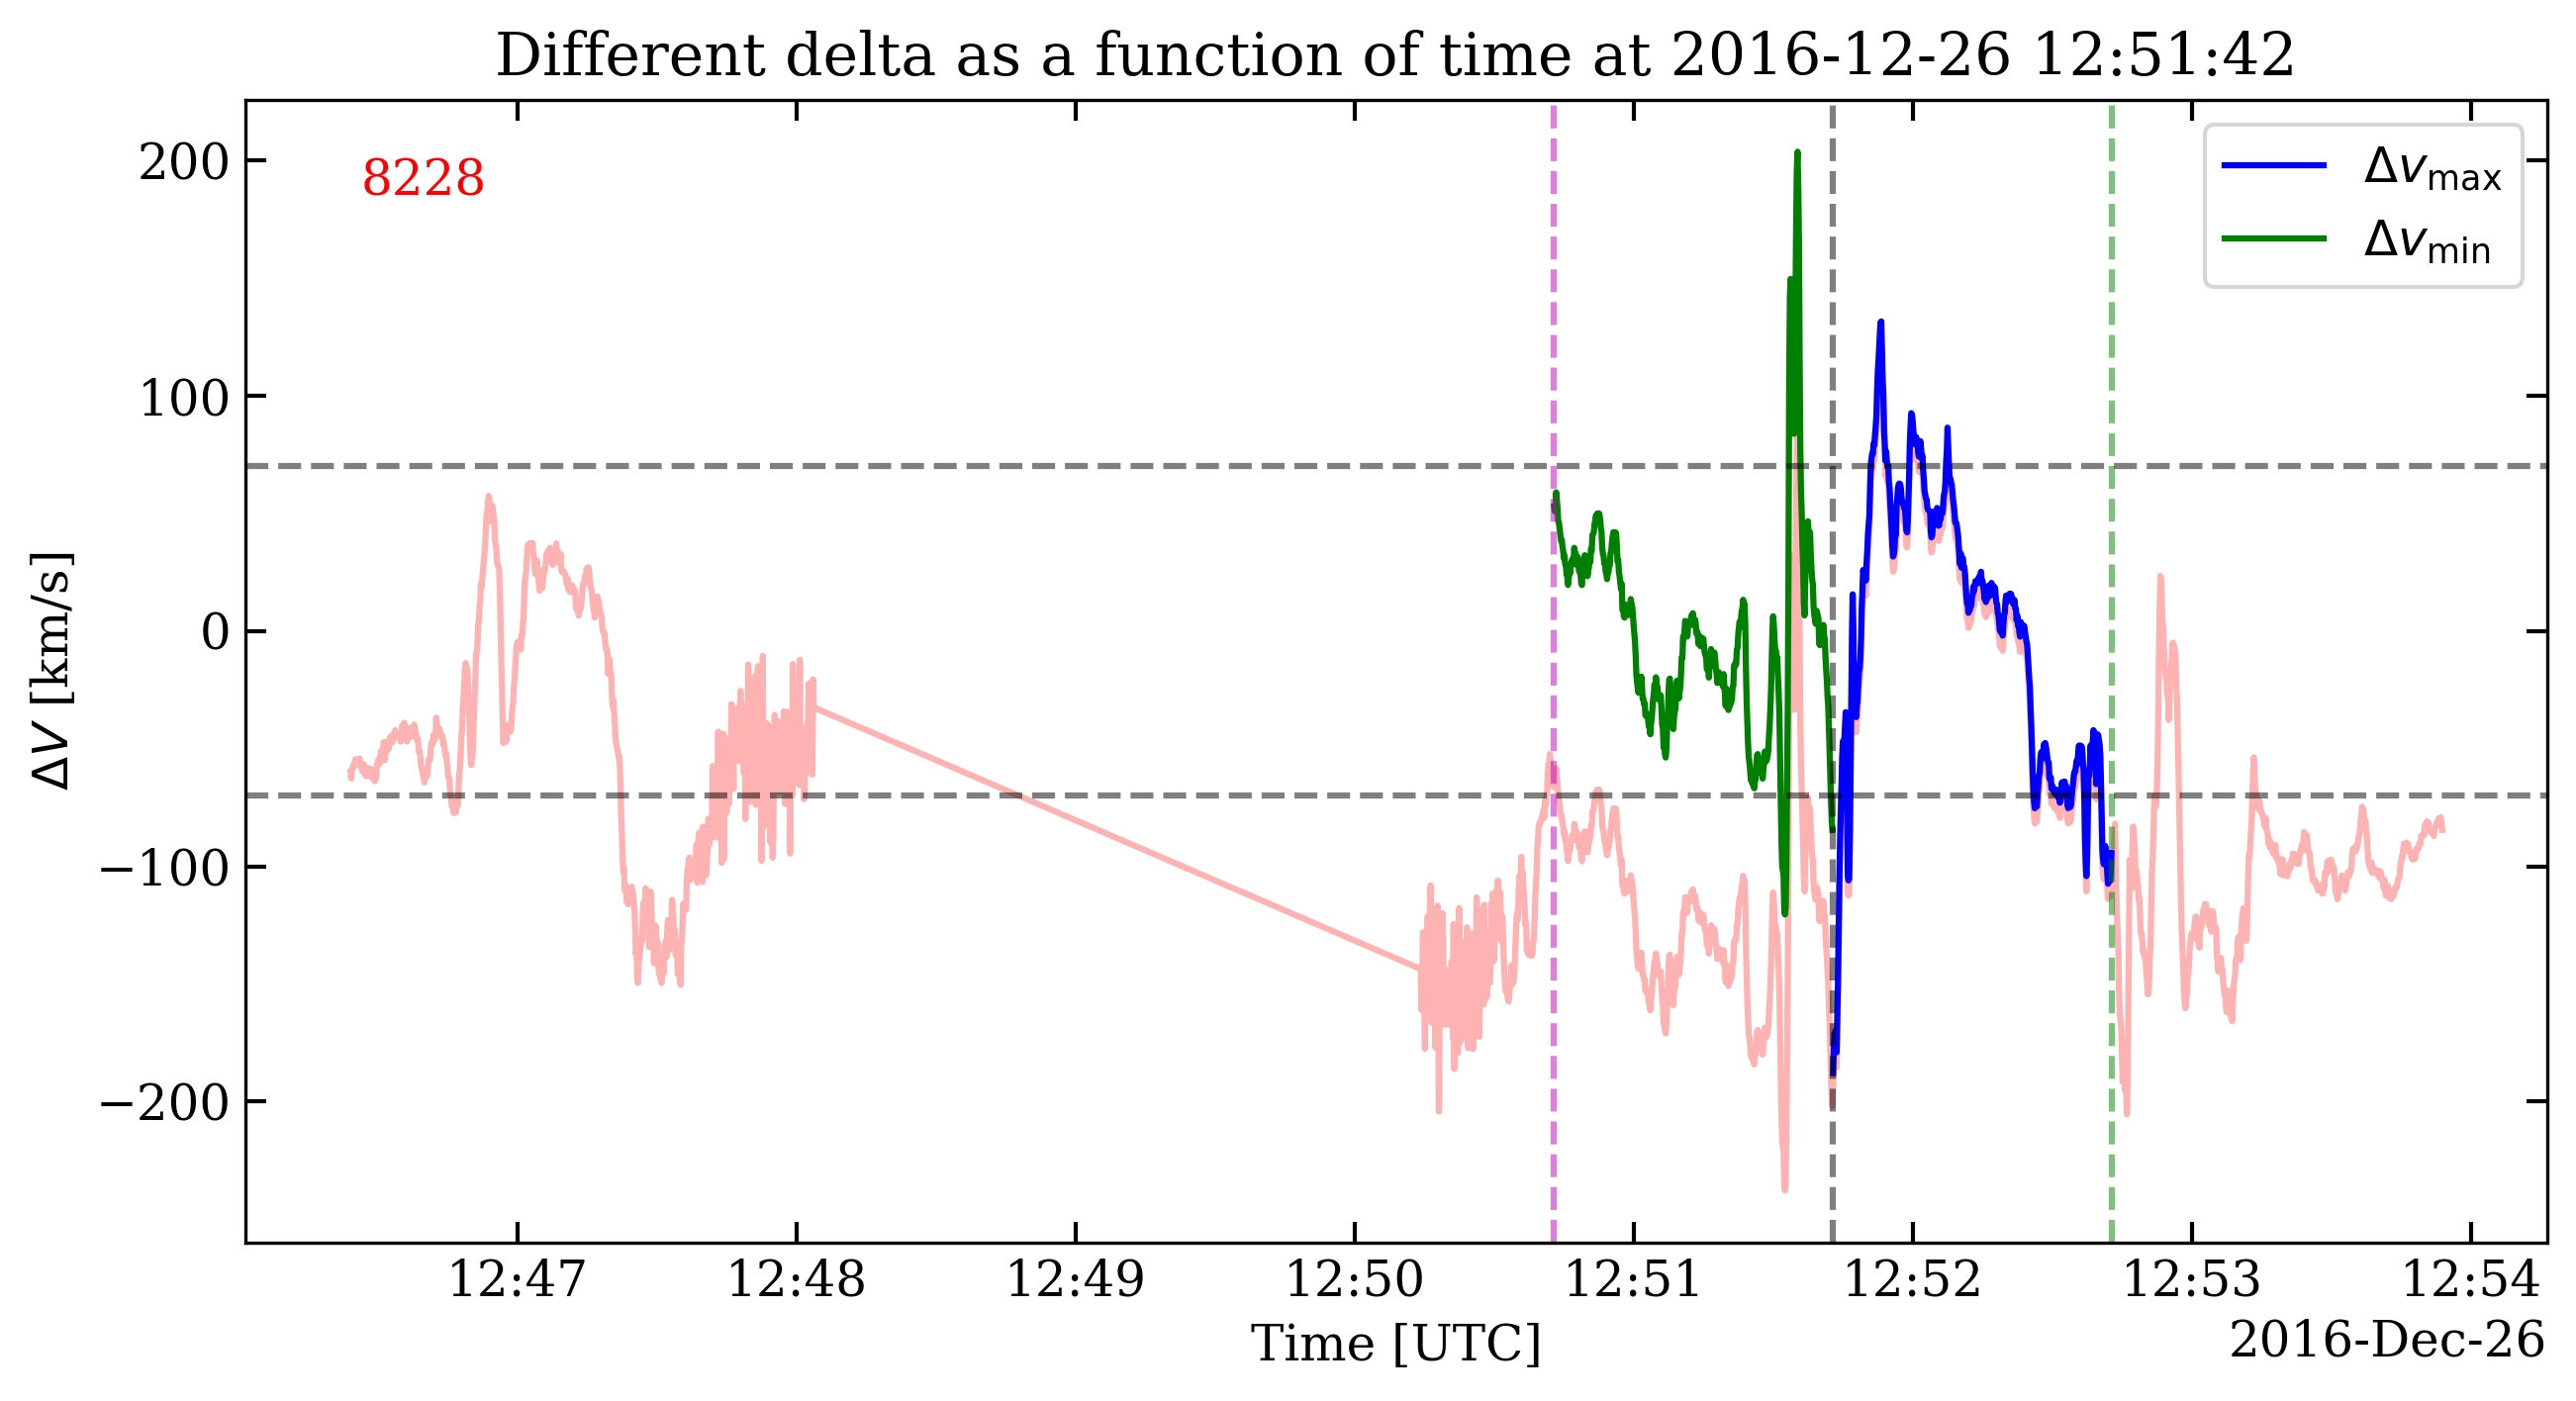 Different delta as a function of time at 2016-12-26 12:51:42
8228
Δv_max
Δv_min
ΔV [km/s]
200
100
0
−100
−200
12:47 12:48 12:49 12:50 12:51 12:52 12:53 12:54
Time [UTC]
2016-Dec-26